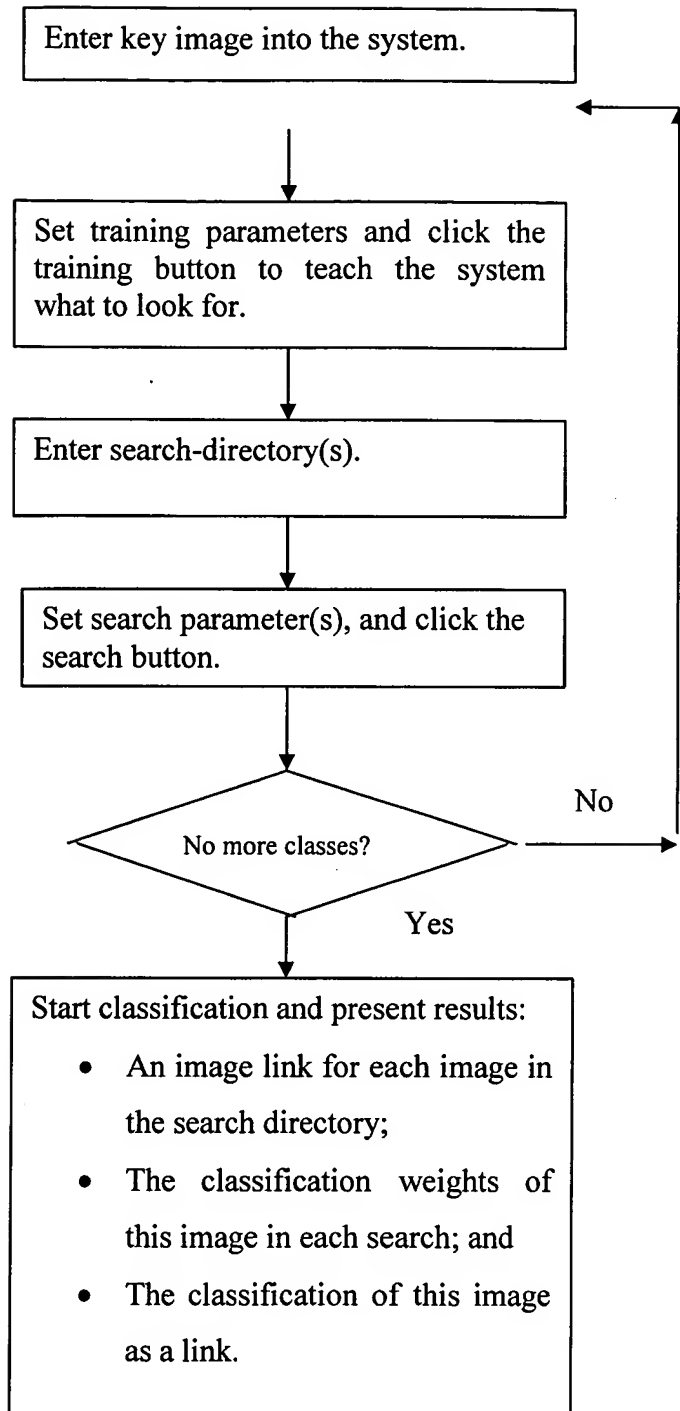 Enter key image into the system.
Set training parameters and click the
training button to teach the system
what to look for.
Enter search-directory(s).
Set search parameter(s), and click the
search button.
No more classes?
No
Yes
Start classification and present results:
• An image link for each image in
the search directory;
• The classification weights of
this image in each search; and
• The classification of this image
as a link.